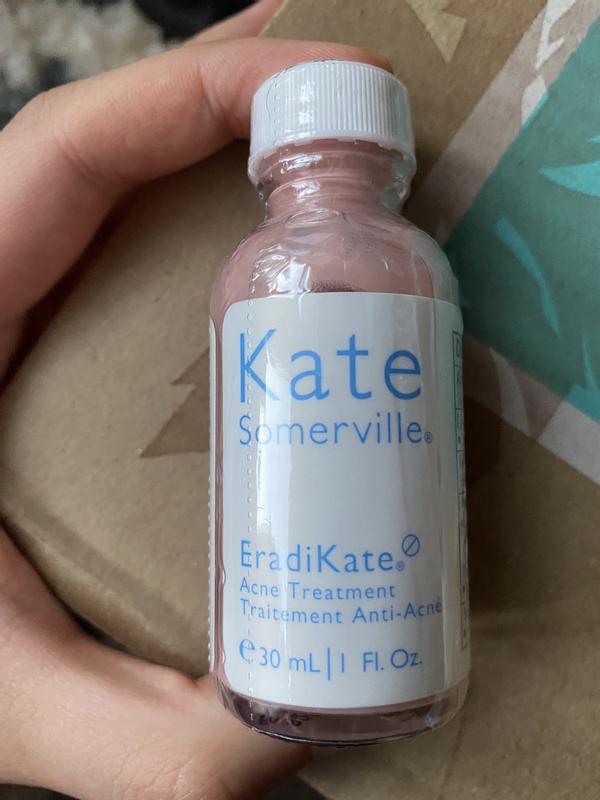 Kate
Somerville®
EradiKate®
Acne Treatment
Traitement Anti-Acné
℮ 30 mL | 1 Fl. Oz.